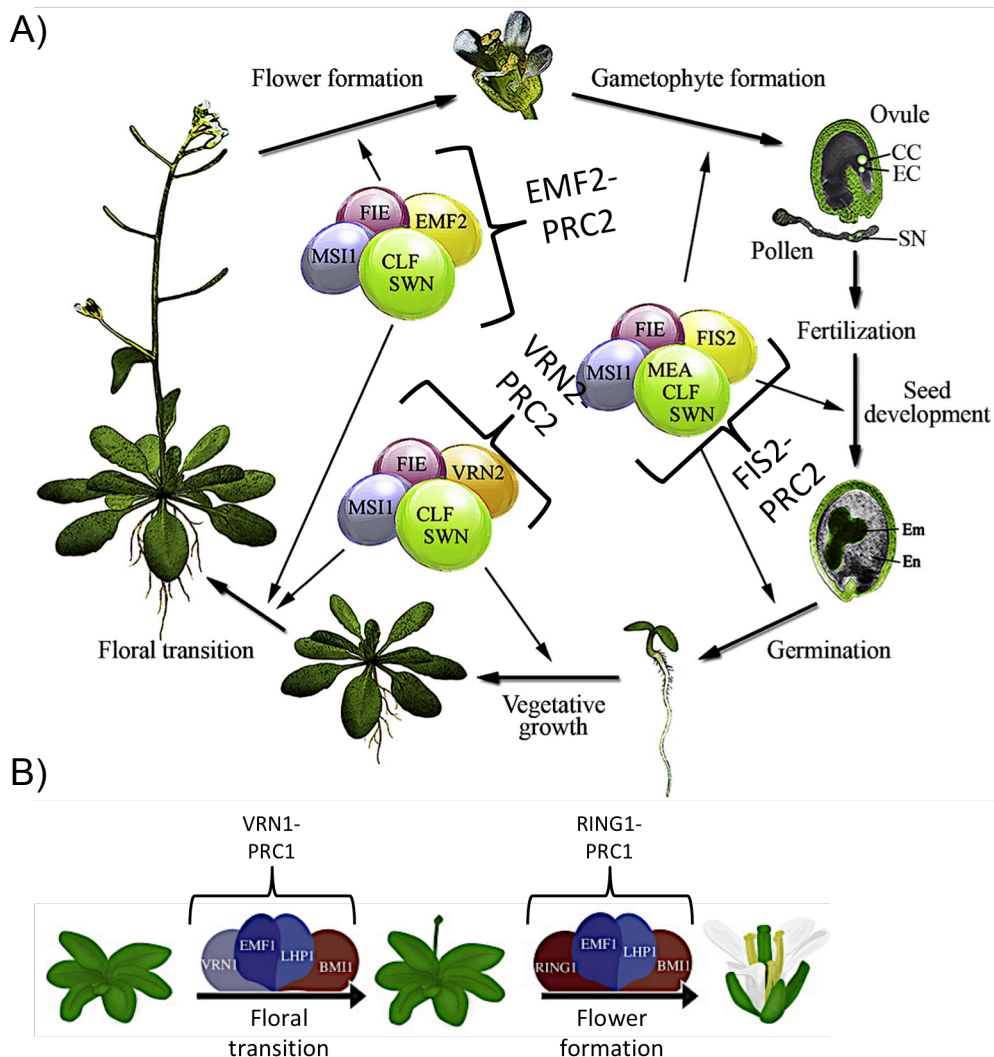 A)
Flower formation
Gametophyte formation
Ovule
CC
EC
Pollen
SN
FIE
EMF2
MSI1
CLF
SWN
EMF2-
PRC2
Fertilization
FIE
FIS2
MSI1
MEA
CLF
SWN
VRN2-
PRC2
Seed
development
FIS2-
PRC2
FIE
VRN2
MSI1
CLF
SWN
Em
En
Floral transition
Germination
Vegetative
growth
B)
VRN1-
PRC1
RING1-
PRC1
VRN1
EMF1
LHP1
BMI1
RING1
EMF1
LHP1
BMI1
Floral
transition
Flower
formation